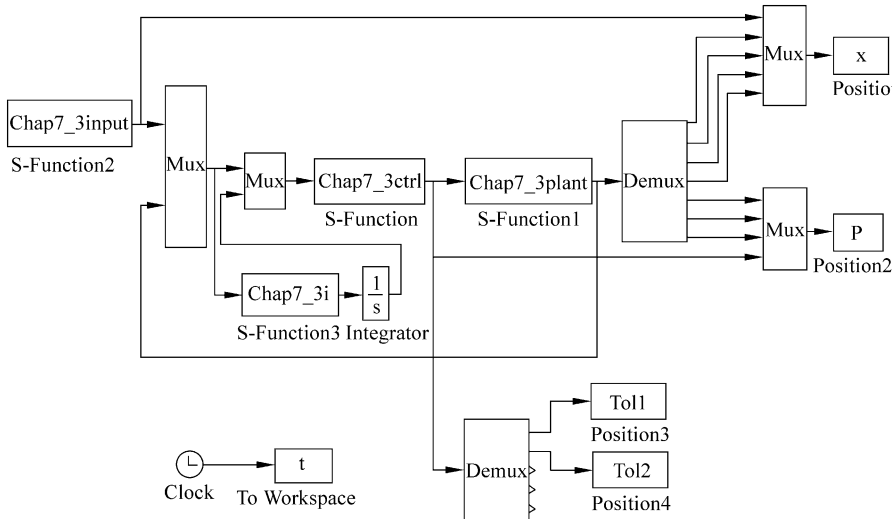 Mux
x
Positio
Chap7_3input
S-Function2
Mux
Mux
Chap7_3ctrl
S-Function
Chap7_3plant
S-Function1
Demux
Mux
P
Position2
Chap7_3i
S-Function3
1
s
Integrator
Tol1
Position3
Demux
Tol2
Position4
Clock
t
To Workspace